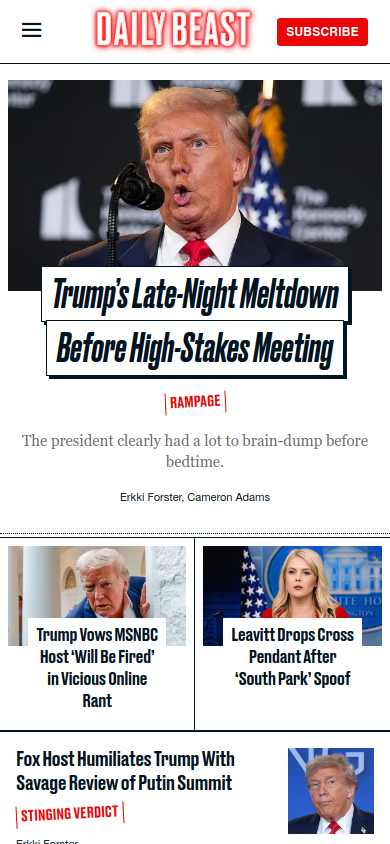 DAILY BEAST
SUBSCRIBE
The
Kennedy
Center
Trump’s Late-Night Meltdown
Before High-Stakes Meeting
RAMPAGE
The president clearly had a lot to brain-dump before
bedtime.
Erkki Forster, Cameron Adams
Trump Vows MSNBC
Host ‘Will Be Fired’
in Vicious Online
Rant
Leavitt Drops Cross
Pendant After
‘South Park’ Spoof
Fox Host Humiliates Trump With
Savage Review of Putin Summit
STINGING VERDICT
Erkki Forster